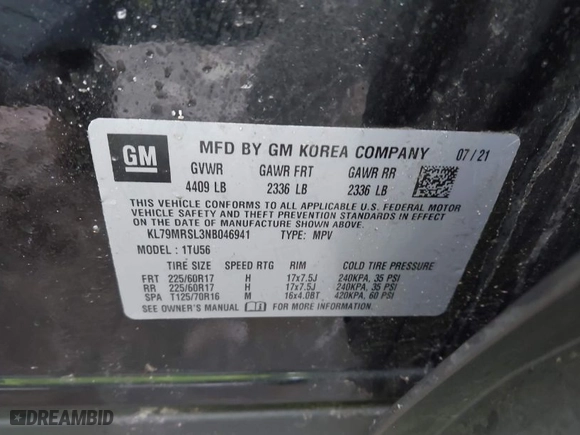 GM
MFD BY GM KOREA COMPANY 07/21
GVWR GAWR FRT GAWR RR
4409 LB 2336 LB 2336 LB
THIS VEHICLE CONFORMS TO ALL APPLICABLE U.S. FEDERAL MOTOR
VEHICLE SAFETY AND THEFT PREVENTION STANDARDS IN EFFECT
ON THE DATE OF MANUFACTURE SHOWN ABOVE.
KL79MRSL3NB046941 TYPE: MPV
MODEL: 1TU56
TIRE SIZE SPEED RTG RIM COLD TIRE PRESSURE
FRT 225/60R17 H 17x7.5J 240KPA, 35 PSI
RR 225/60R17 H 17x7.5J 240KPA, 35 PSI
SPA T125/70R16 M 16x4.0BT 420KPA, 60 PSI
SEE OWNER'S MANUAL FOR MORE INFORMATION.
DREAMBID